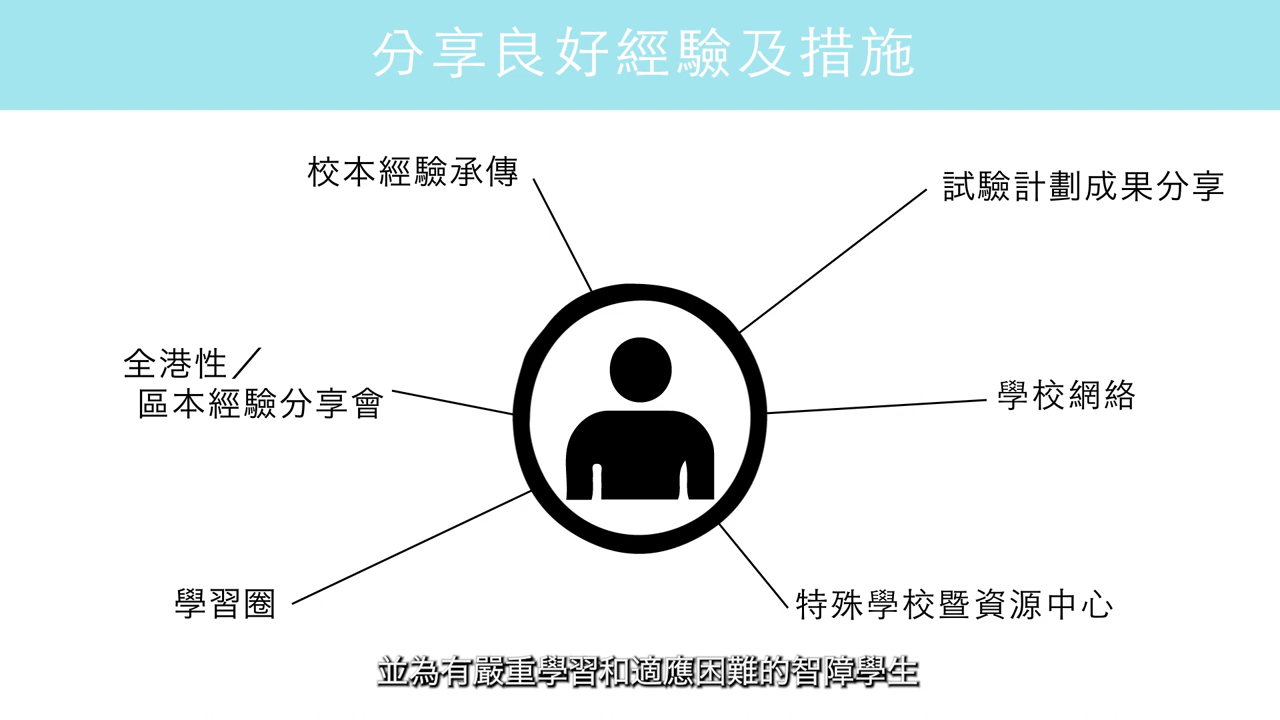 分享良好經驗及措施
校本經驗承傳
試驗計劃成果分享
全港性／
區本經驗分享會
學校網絡
學習圈
特殊學校暨資源中心
並為有嚴重學習和適應困難的智障學生